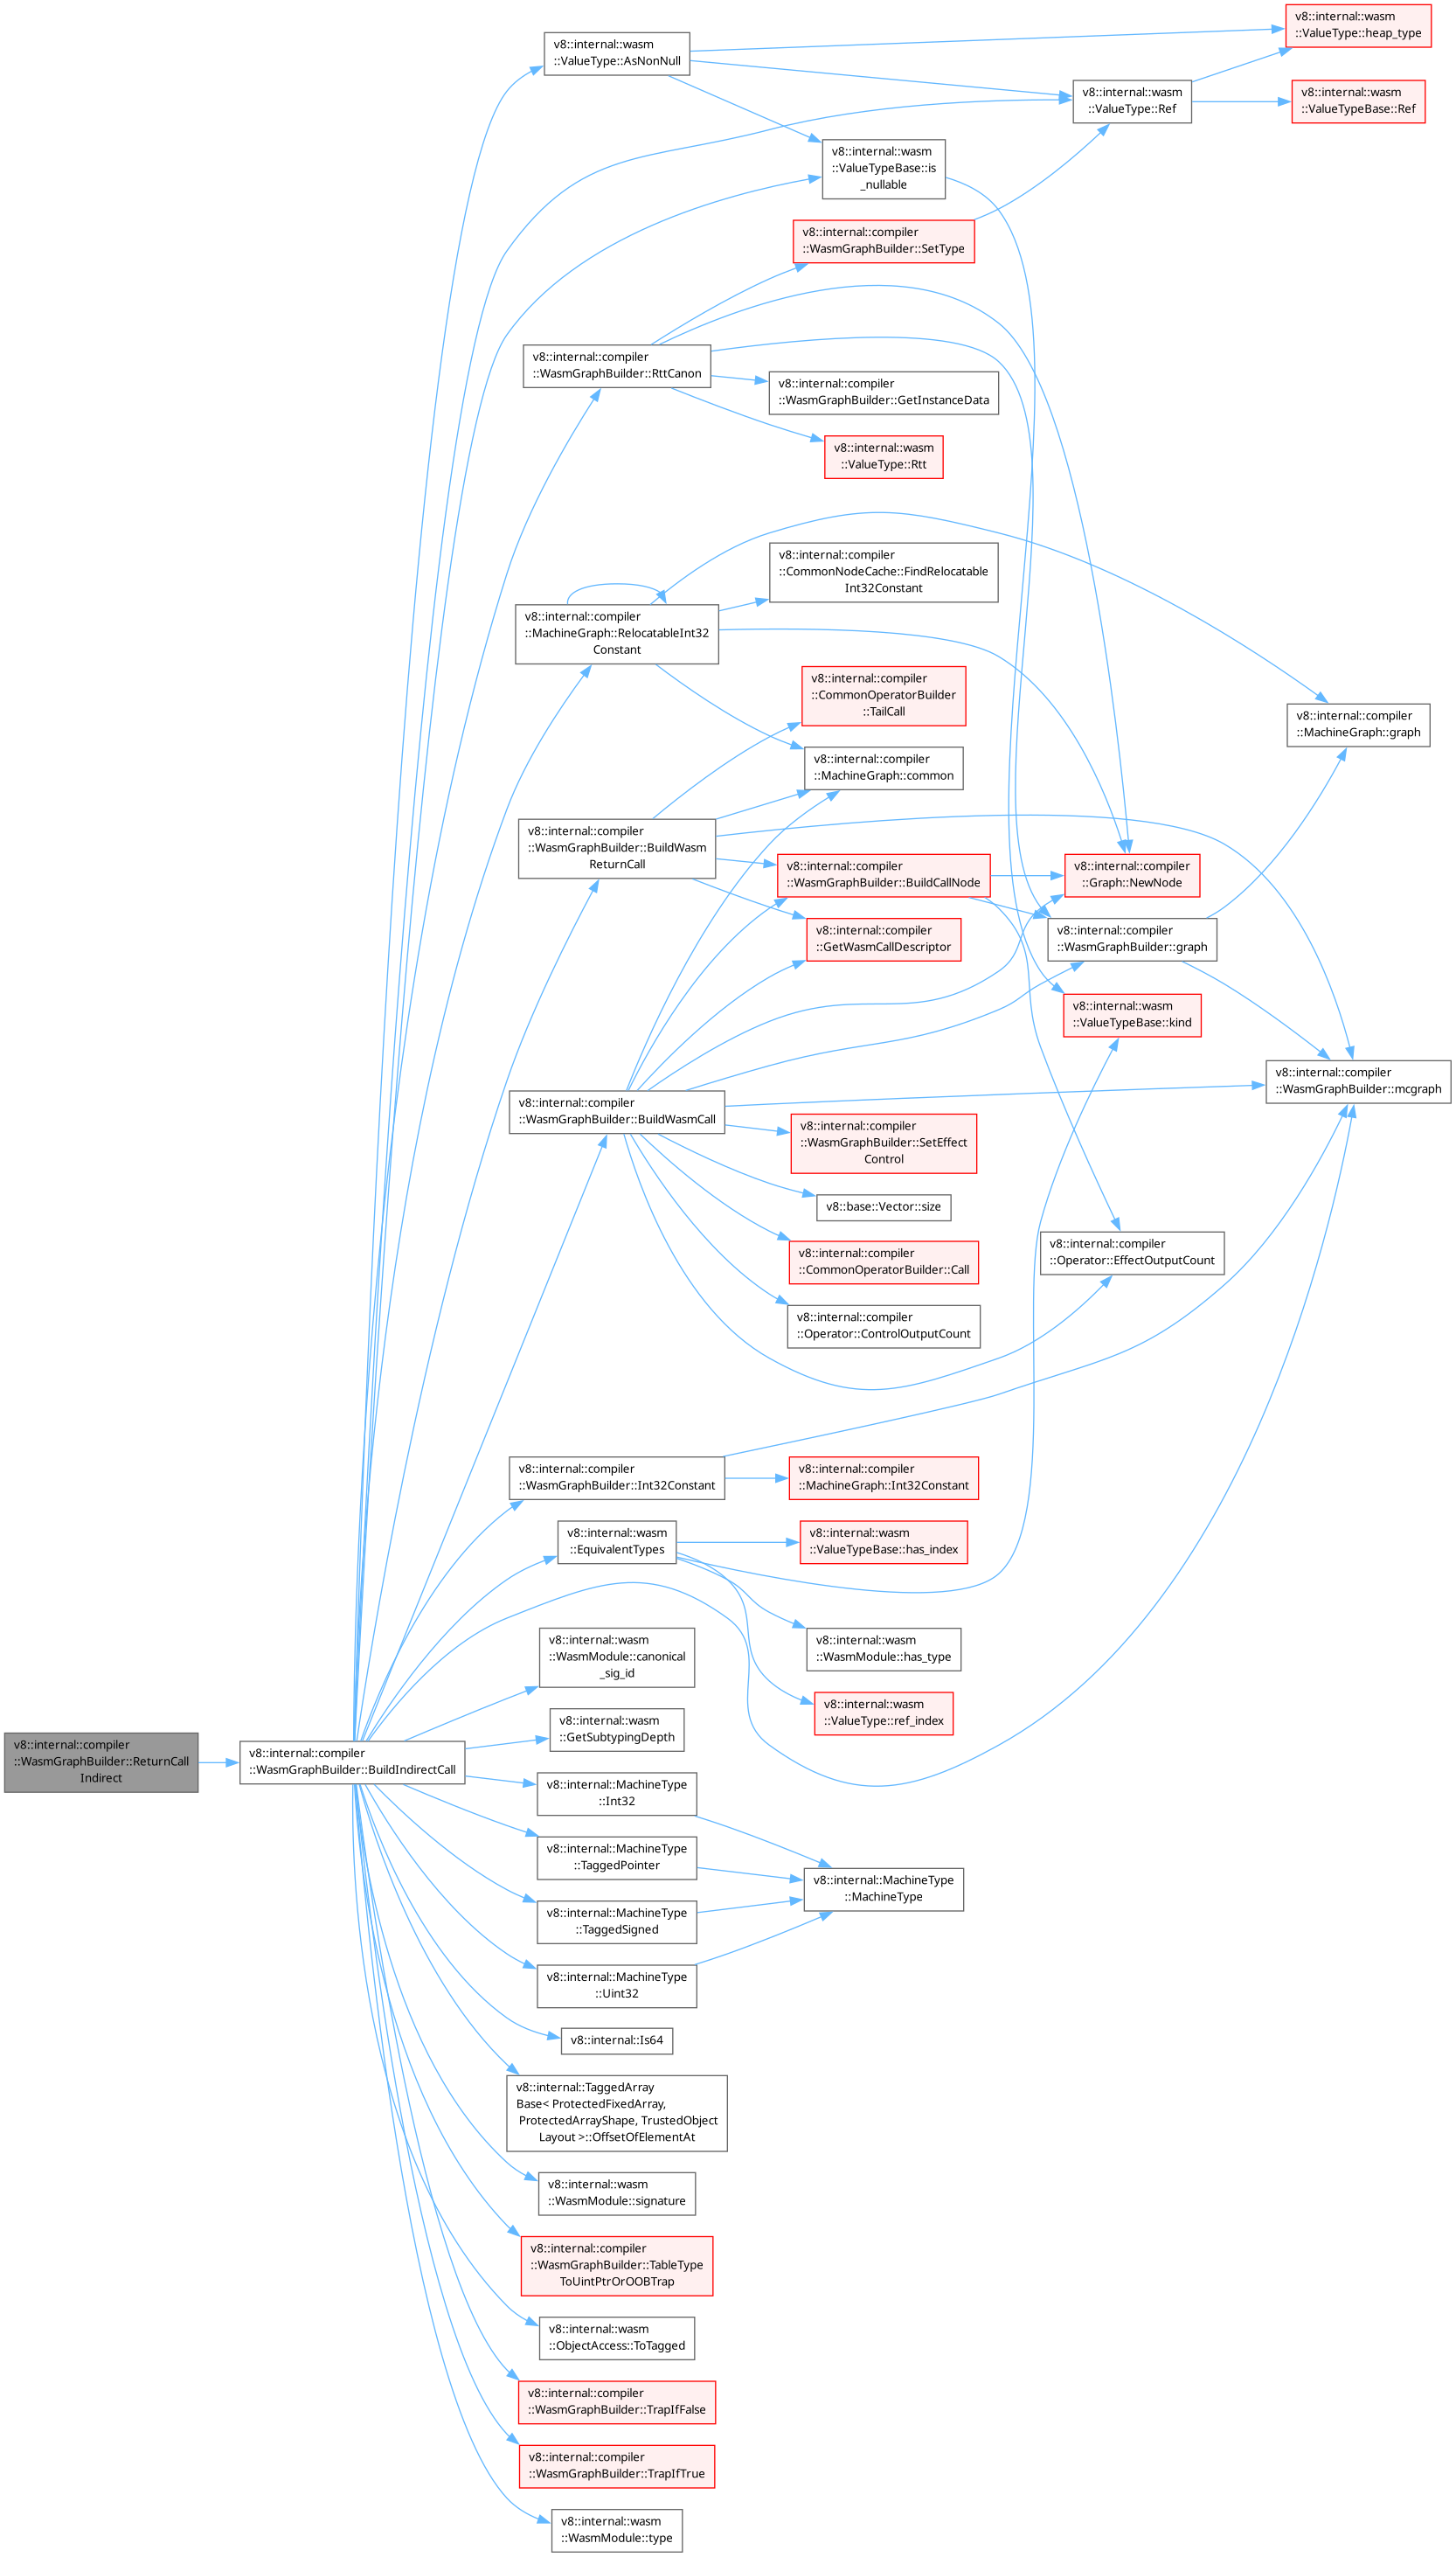 v8::internal::compiler
::WasmGraphBuilder::ReturnCall
Indirect
v8::internal::compiler
::WasmGraphBuilder::BuildIndirectCall
v8::internal::wasm
::ValueType::AsNonNull
v8::internal::wasm
::ValueTypeBase::is
_nullable
v8::internal::wasm
::ValueType::Ref
v8::internal::wasm
::ValueType::heap_type
v8::internal::wasm
::ValueTypeBase::Ref
v8::internal::compiler
::WasmGraphBuilder::SetType
v8::internal::compiler
::WasmGraphBuilder::RttCanon
v8::internal::compiler
::WasmGraphBuilder::GetInstanceData
v8::internal::wasm
::ValueType::Rtt
v8::internal::compiler
::CommonNodeCache::FindRelocatable
Int32Constant
v8::internal::compiler
::MachineGraph::RelocatableInt32
Constant
v8::internal::compiler
::CommonOperatorBuilder
::TailCall
v8::internal::compiler
::MachineGraph::graph
v8::internal::compiler
::MachineGraph::common
v8::internal::compiler
::WasmGraphBuilder::BuildWasm
ReturnCall
v8::internal::compiler
::WasmGraphBuilder::BuildCallNode
v8::internal::compiler
::Graph::NewNode
v8::internal::compiler
::GetWasmCallDescriptor
v8::internal::compiler
::WasmGraphBuilder::graph
v8::internal::wasm
::ValueTypeBase::kind
v8::internal::compiler
::WasmGraphBuilder::mcgraph
v8::internal::compiler
::WasmGraphBuilder::BuildWasmCall
v8::internal::compiler
::WasmGraphBuilder::SetEffect
Control
v8::base::Vector::size
v8::internal::compiler
::CommonOperatorBuilder::Call
v8::internal::compiler
::Operator::EffectOutputCount
v8::internal::compiler
::Operator::ControlOutputCount
v8::internal::compiler
::WasmGraphBuilder::Int32Constant
v8::internal::compiler
::MachineGraph::Int32Constant
v8::internal::wasm
::EquivalentTypes
v8::internal::wasm
::ValueTypeBase::has_index
v8::internal::wasm
::WasmModule::has_type
v8::internal::wasm
::ValueType::ref_index
v8::internal::wasm
::WasmModule::canonical
_sig_id
v8::internal::wasm
::GetSubtypingDepth
v8::internal::MachineType
::Int32
v8::internal::MachineType
::TaggedPointer
v8::internal::MachineType
::MachineType
v8::internal::MachineType
::TaggedSigned
v8::internal::MachineType
::Uint32
v8::internal::Is64
v8::internal::TaggedArray
Base< ProtectedFixedArray,
ProtectedArrayShape, TrustedObject
Layout >::OffsetOfElementAt
v8::internal::wasm
::WasmModule::signature
v8::internal::compiler
::WasmGraphBuilder::TableType
ToUintPtrOrOOBTrap
v8::internal::wasm
::ObjectAccess::ToTagged
v8::internal::compiler
::WasmGraphBuilder::TrapIfFalse
v8::internal::compiler
::WasmGraphBuilder::TrapIfTrue
v8::internal::wasm
::WasmModule::type